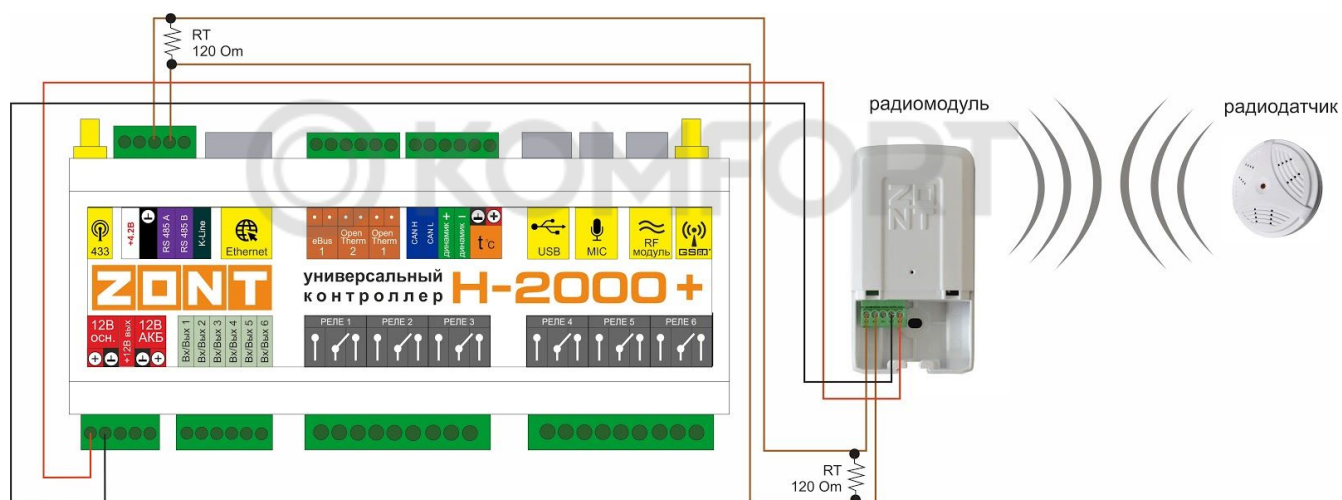 RT
120 Om
КОМFORT
радиомодуль
радиодатчик
ZONT
433
+4.2В
RS 485 A
RS 485 B
K-Line
Ethernet
eBus
1
Open
Therm
2
Open
Therm
1
CAN H
CAN L
динамик +
динамик −
t°c
USB
MIC
RF
модуль
GSM
ZONT
универсальный
контроллер
H-2000+
12В
осн.
+12В вых
12В
АКБ
Вх/Вых 1
Вх/Вых 2
Вх/Вых 3
Вх/Вых 4
Вх/Вых 5
Вх/Вых 6
РЕЛЕ 1
РЕЛЕ 2
РЕЛЕ 3
РЕЛЕ 4
РЕЛЕ 5
РЕЛЕ 6
RT
120 Om